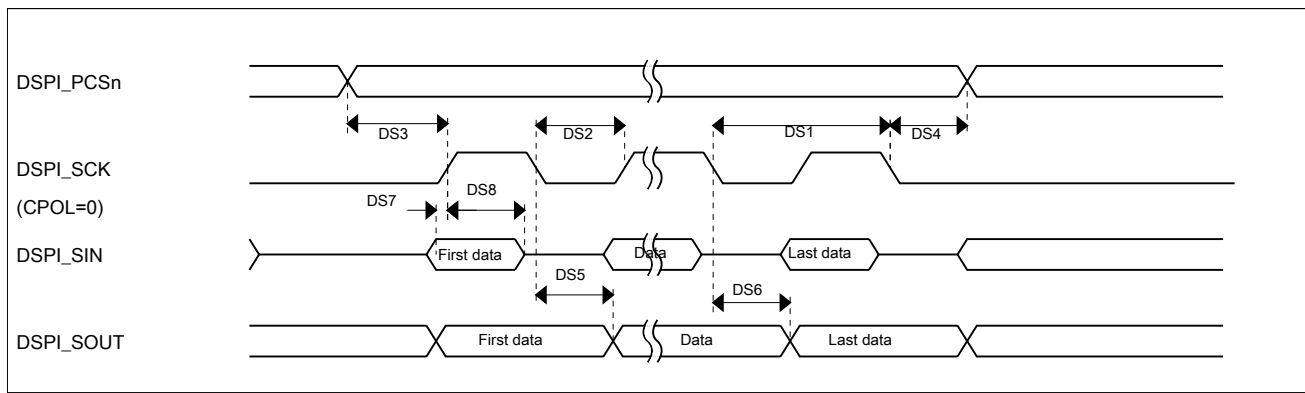 DSPI_PCSn
DS3 DS2 DS1 DS4
DSPI_SCK
(CPOL=0)
DS7 DS8
DSPI_SIN First data Data Last data
DS5 DS6
DSPI_SOUT First data Data Last data